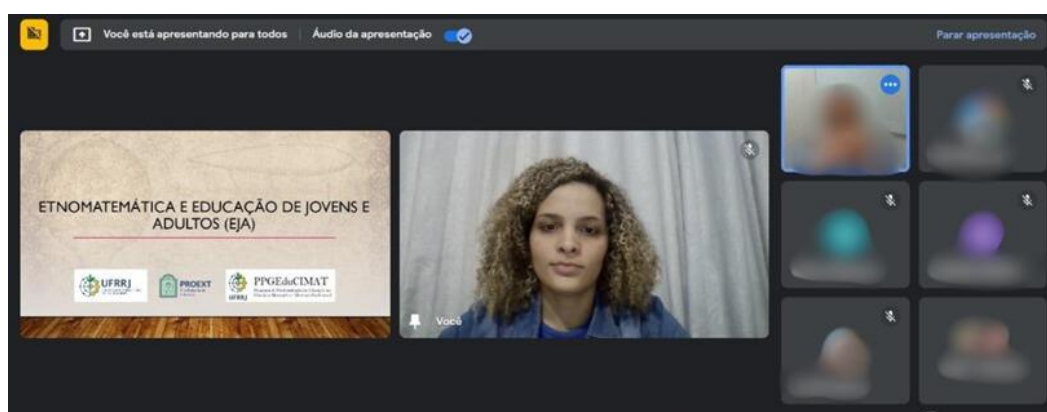 Você está apresentando para todos
Áudio da apresentação
Parar apresentação
ETNOMATEMÁTICA E EDUCAÇÃO DE JOVENS E
ADULTOS (EJA)
UFRRJ
PROEXT
UFRRJ
PPGEduCIMAT
Você